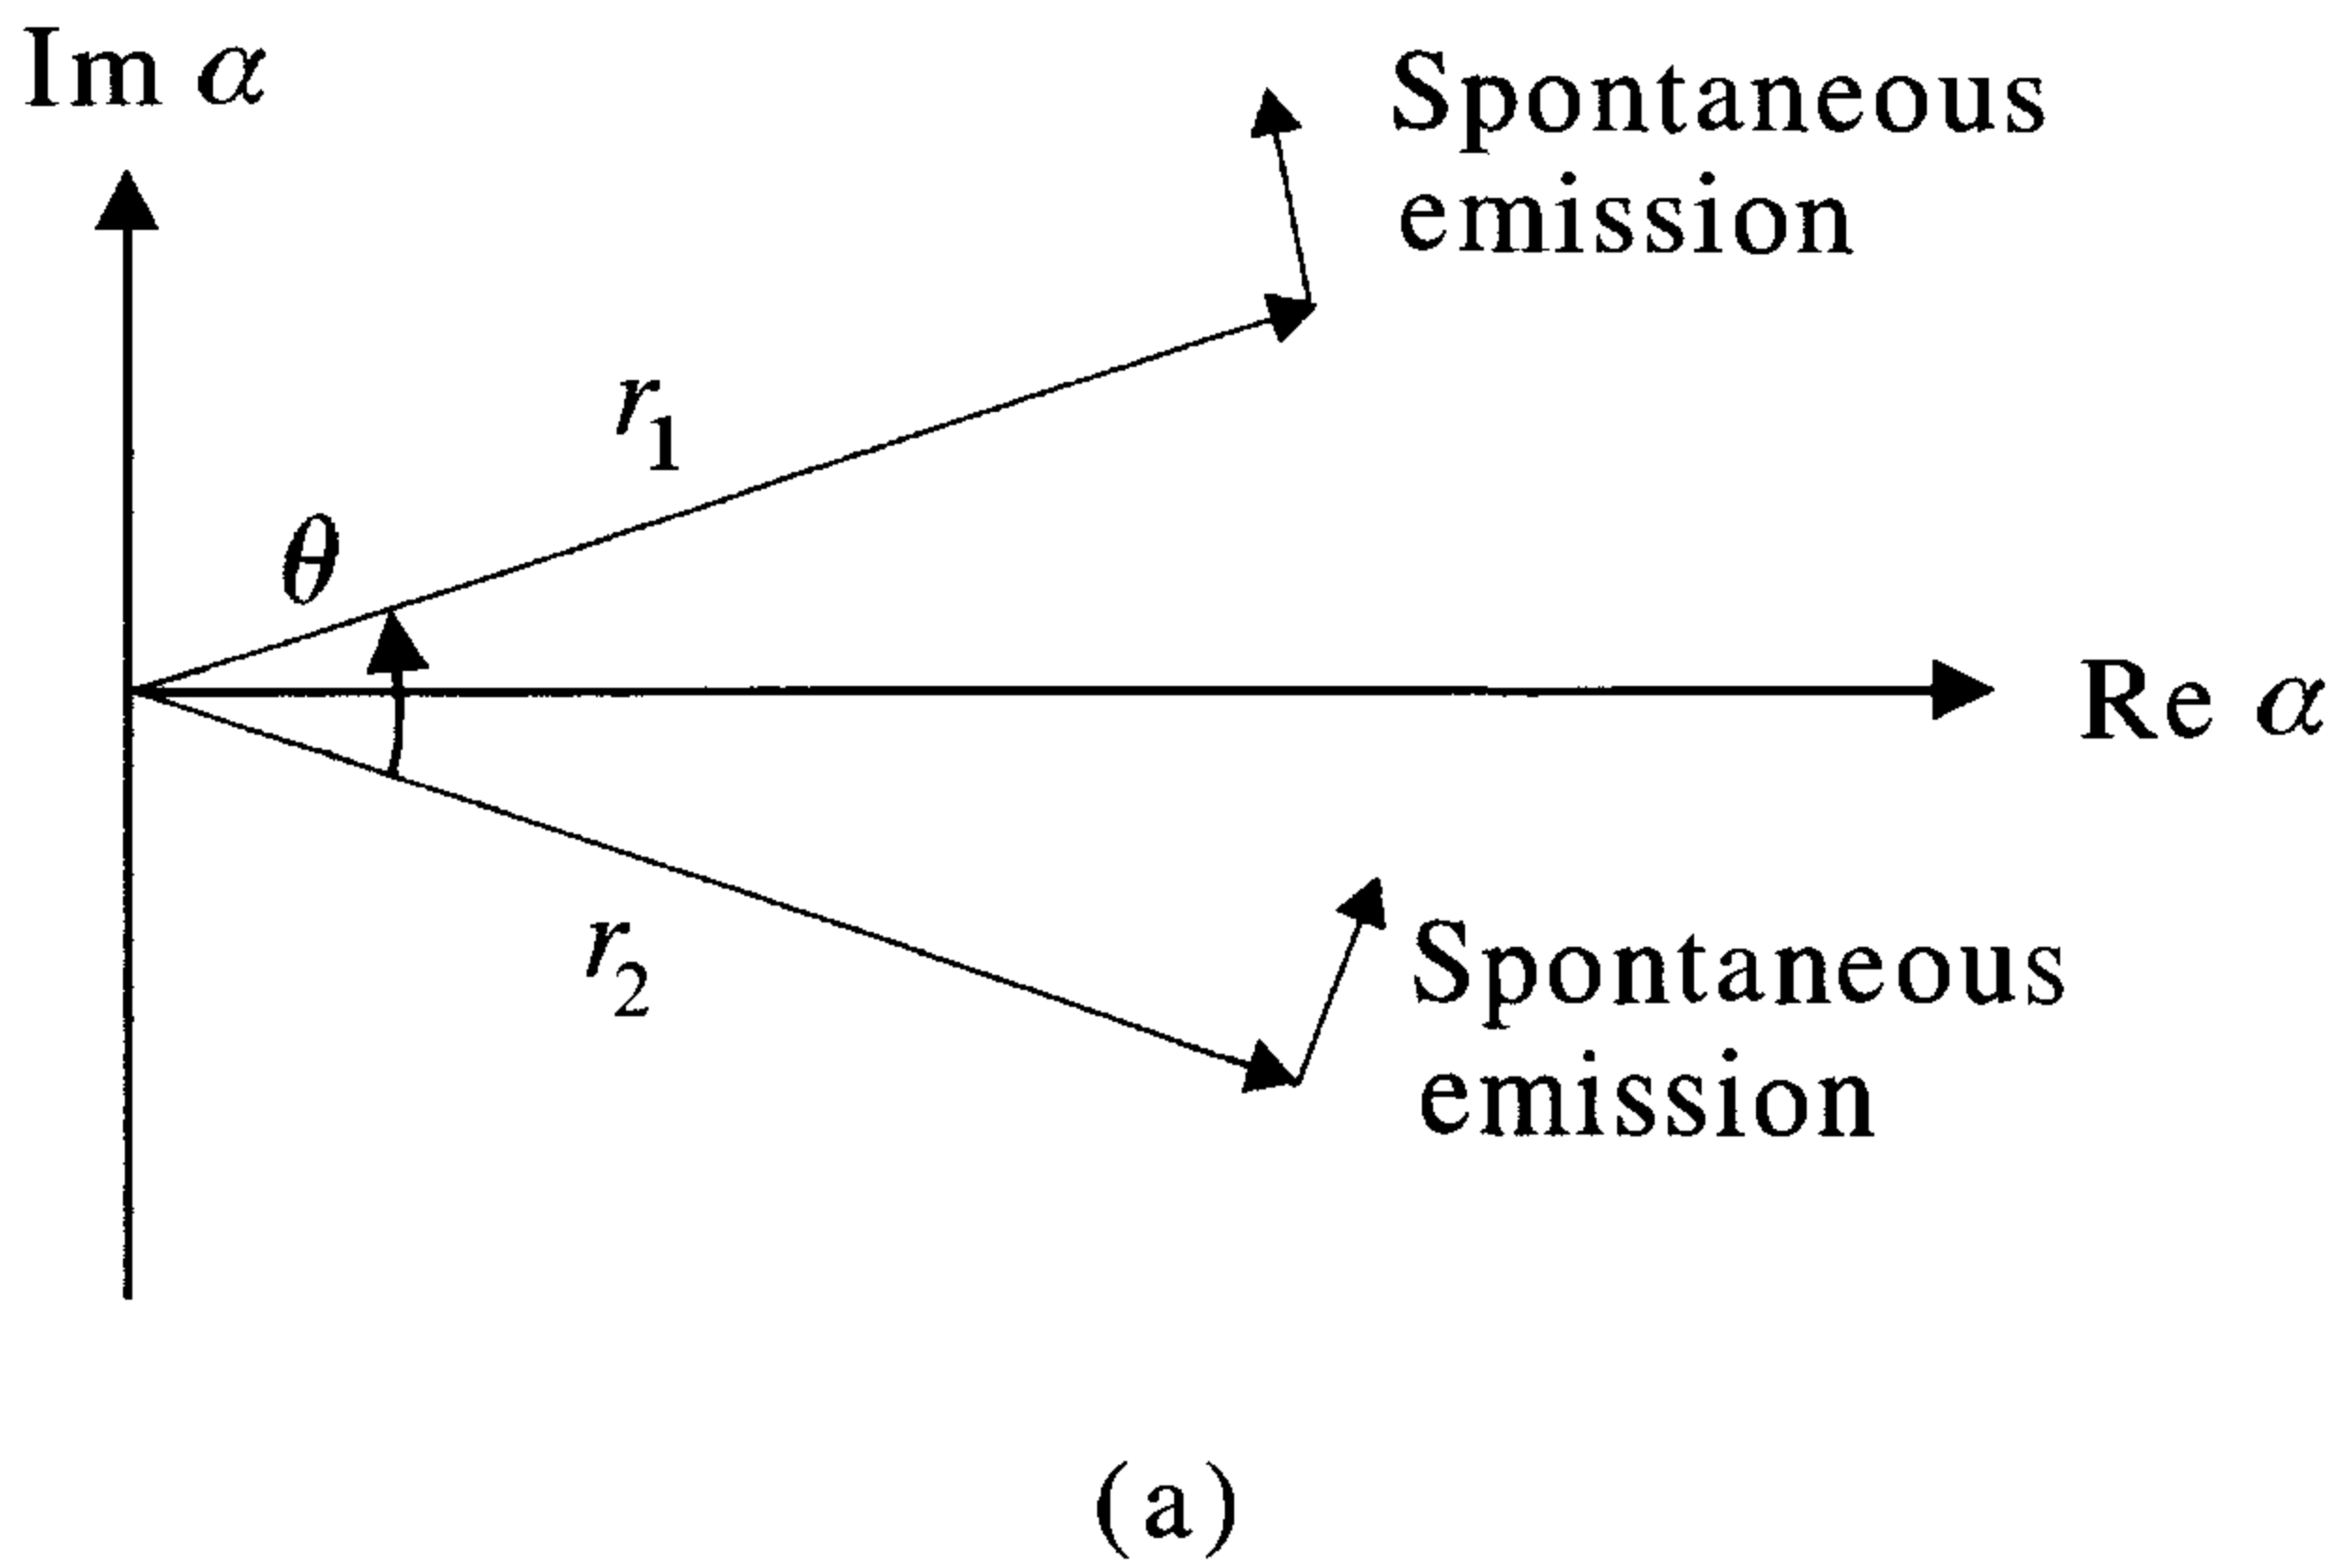 Im α
Spontaneous
emission
r₁
θ
Re α
r₂
Spontaneous
emission
(a)